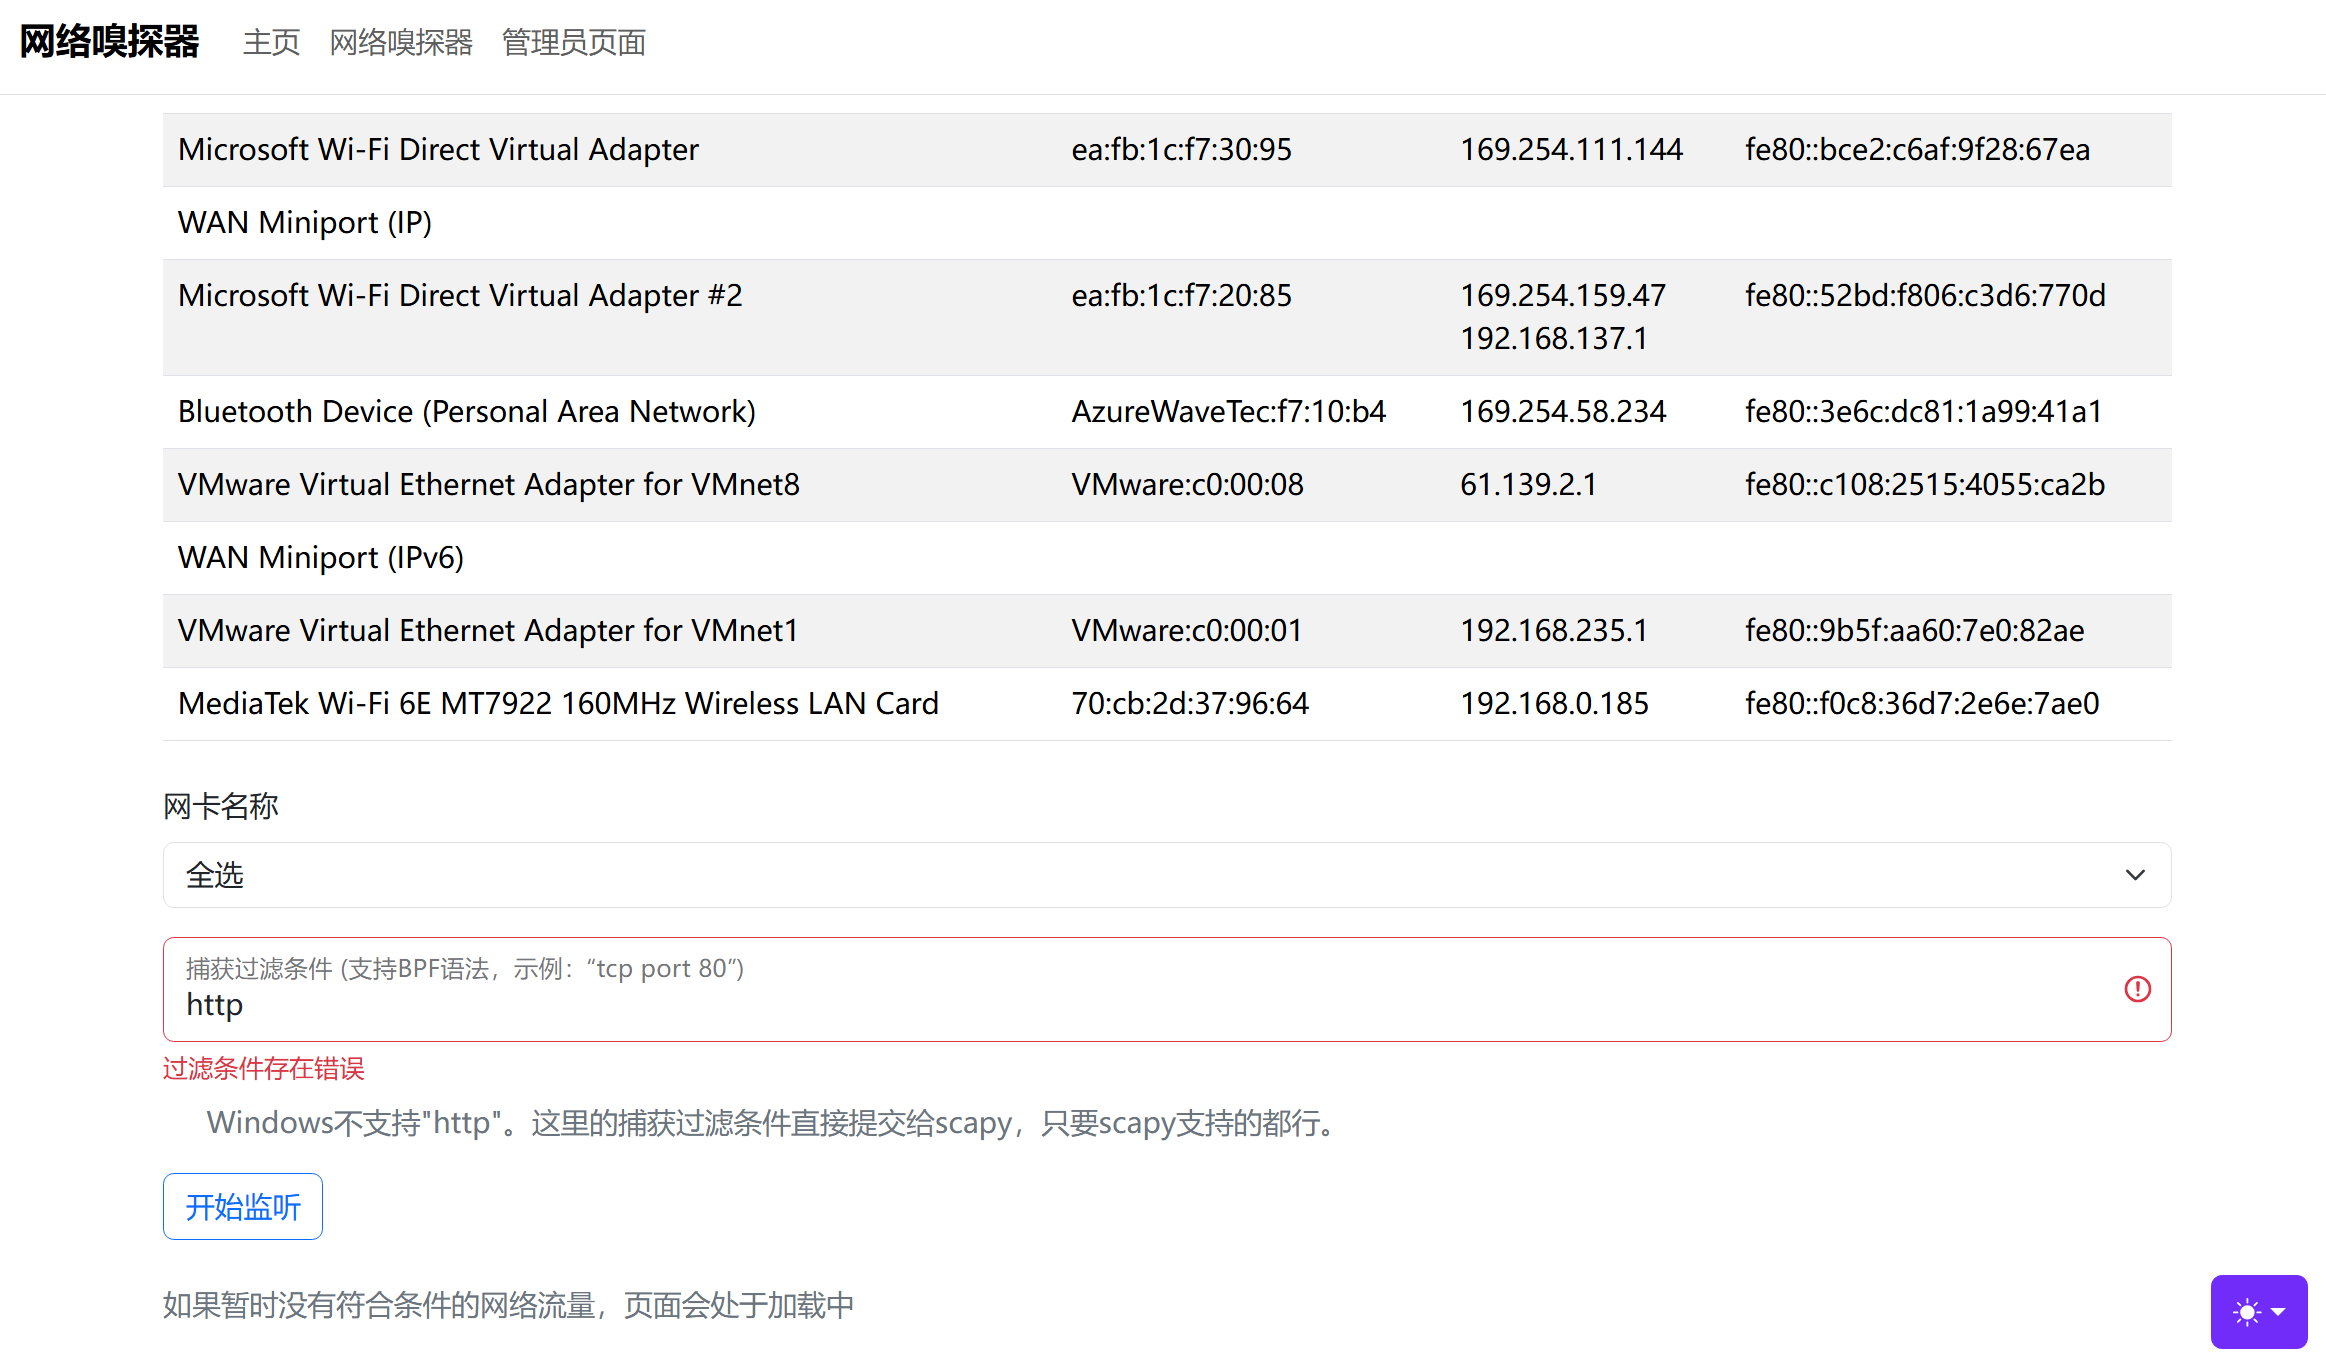 网络嗅探器 主页 网络嗅探器 管理员页面
Microsoft Wi-Fi Direct Virtual Adapter ea:fb:1c:f7:30:95 169.254.111.144 fe80::bce2:c6af:9f28:67ea
WAN Miniport (IP)
Microsoft Wi-Fi Direct Virtual Adapter #2 ea:fb:1c:f7:20:85 169.254.159.47 fe80::52bd:f806:c3d6:770d
192.168.137.1
Bluetooth Device (Personal Area Network) AzureWaveTec:f7:10:b4 169.254.58.234 fe80::3e6c:dc81:1a99:41a1
VMware Virtual Ethernet Adapter for VMnet8 VMware:c0:00:08 61.139.2.1 fe80::c108:2515:4055:ca2b
WAN Miniport (IPv6)
VMware Virtual Ethernet Adapter for VMnet1 VMware:c0:00:01 192.168.235.1 fe80::9b5f:aa60:7e0:82ae
MediaTek Wi-Fi 6E MT7922 160MHz Wireless LAN Card 70:cb:2d:37:96:64 192.168.0.185 fe80::f0c8:36d7:2e6e:7ae0
网卡名称
全选
捕获过滤条件 (支持BPF语法，示例：“tcp port 80”)
http
过滤条件存在错误
Windows不支持"http"。这里的捕获过滤条件直接提交给scapy，只要scapy支持的都行。
开始监听
如果暂时没有符合条件的网络流量，页面会处于加载中